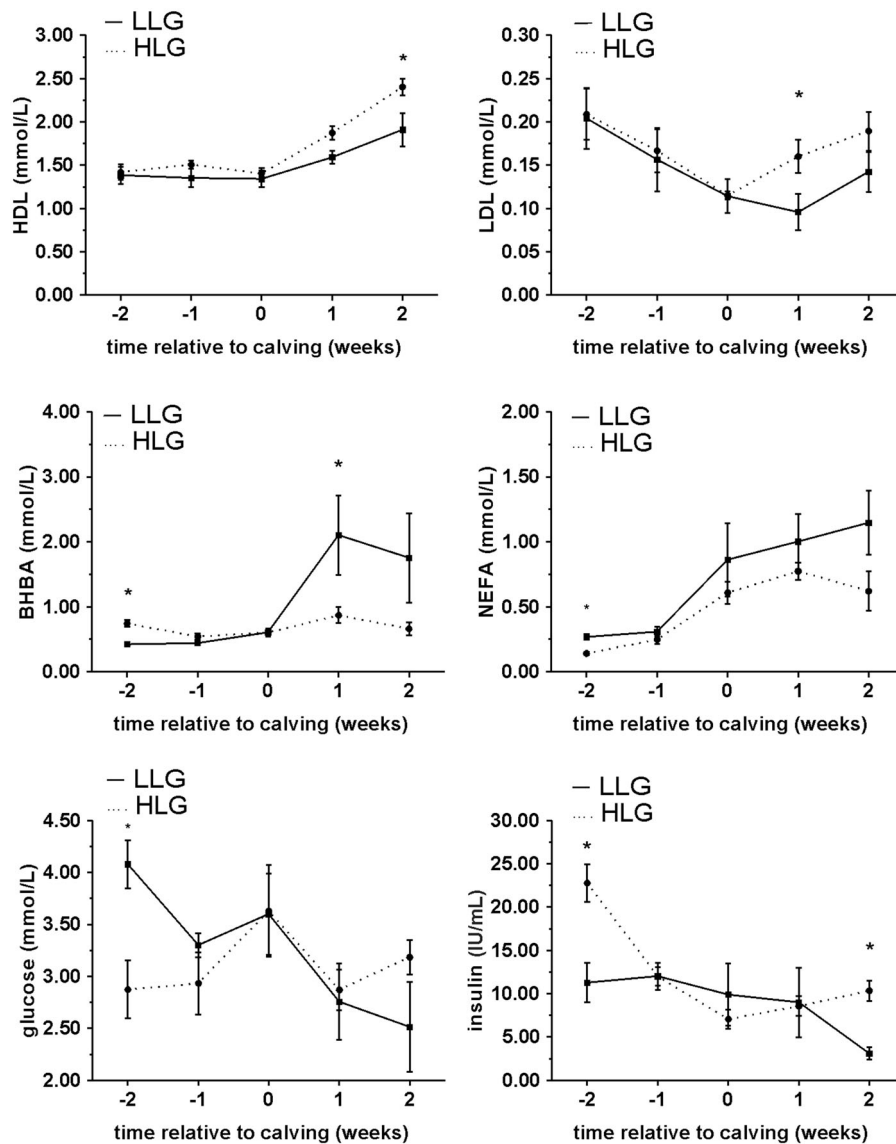 LLG
HLG
HDL (mmol/L)
3.00
2.50
2.00
1.50
1.00
0.50
0.00
*
-2 -1 0 1 2
time relative to calving (weeks)
LLG
HLG
LDL (mmol/L)
0.30
0.25
0.20
0.15
0.10
0.05
0.00
*
-2 -1 0 1 2
time relative to calving (weeks)
LLG
HLG
BHBA (mmol/L)
4.00
3.00
2.00
1.00
0.00
*
*
-2 -1 0 1 2
time relative to calving (weeks)
LLG
HLG
NEFA (mmol/L)
2.00
1.50
1.00
0.50
0.00
*
-2 -1 0 1 2
time relative to calving (weeks)
LLG
HLG
glucose (mmol/L)
4.50
4.00
3.50
3.00
2.50
2.00
*
-2 -1 0 1 2
time relative to calving (weeks)
LLG
HLG
insulin (IU/mL)
30.00
25.00
20.00
15.00
10.00
5.00
0.00
*
*
-2 -1 0 1 2
time relative to calving (weeks)